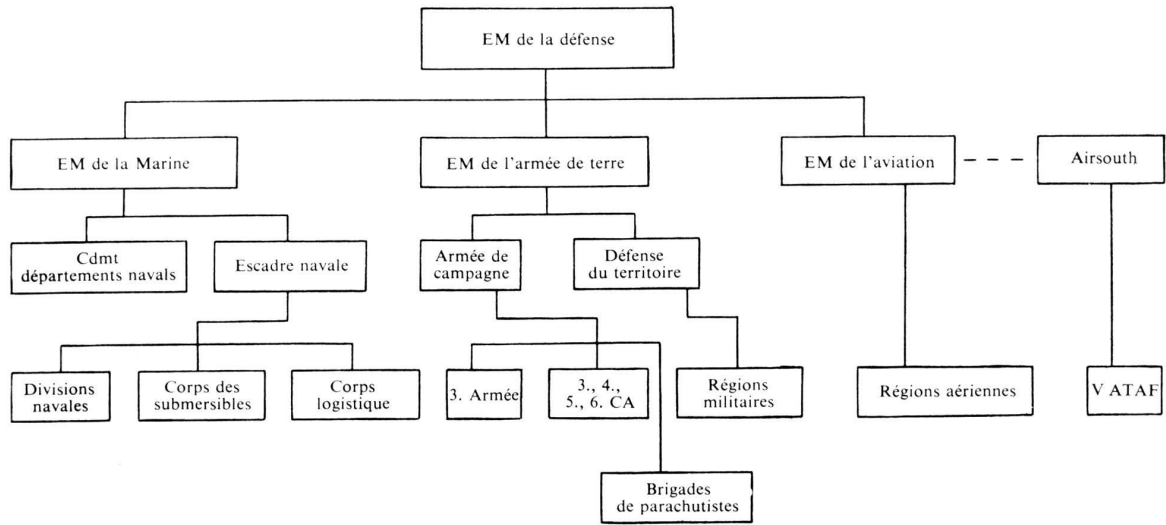 EM de la défense
EM de la Marine
EM de l'armée de terre
EM de l'aviation
Airsouth
Cdmt
départements navals
Escadre navale
Armée de
campagne
Défense
du territoire
Divisions
navales
Corps des
submersibles
Corps
logistique
3. Armée
3., 4.,
5., 6. CA
Régions
militaires
Régions aériennes
V ATAF
Brigades
de parachutistes